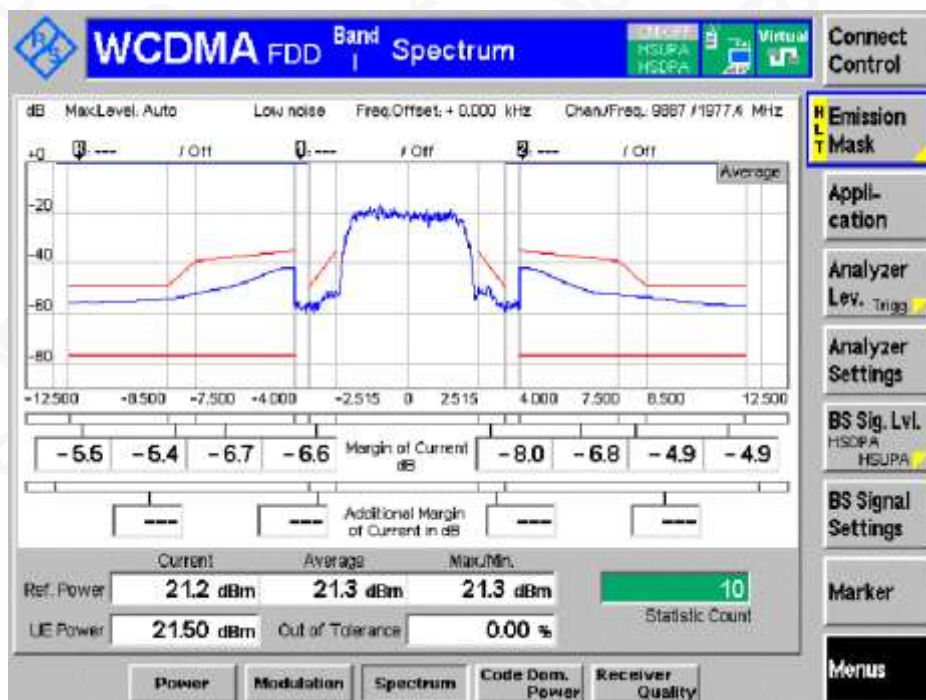 WCDMA FDD Band I Spectrum
HSUPA
HSDPA
Virtual
Connect Control
dB Max.Level: Auto Low noise Freq.Offset: + 0.000 kHz Chan./Freq.: 9887 / 1977.4 MHz
--- / Off --- / Off 2: --- / Off
+0
Average
-20
-40
-60
-80
-12.500 -8.500 -7.500 -4.000 -2.515 0 2.515 4.000 7.500 8.500 12.500
-5.6 -5.4 -6.7 -6.6 Margin of Current dB -8.0 -6.8 -4.9 -4.9
--- --- Additional Margin of Current in dB --- ---
Current Average Max./Min.
Ref. Power 21.2 dBm 21.3 dBm 21.3 dBm 10
Statistic Count
UE Power 21.50 dBm Out of Tolerance 0.00 %
Power Modulation Spectrum Code Dom. Power Receiver Quality
HLT
Emission Mask
Appli-
cation
Analyzer
Lev. Trigg
Analyzer
Settings
BS Sig. Lvl.
HSDPA
HSUPA
BS Signal
Settings
Marker
Menus